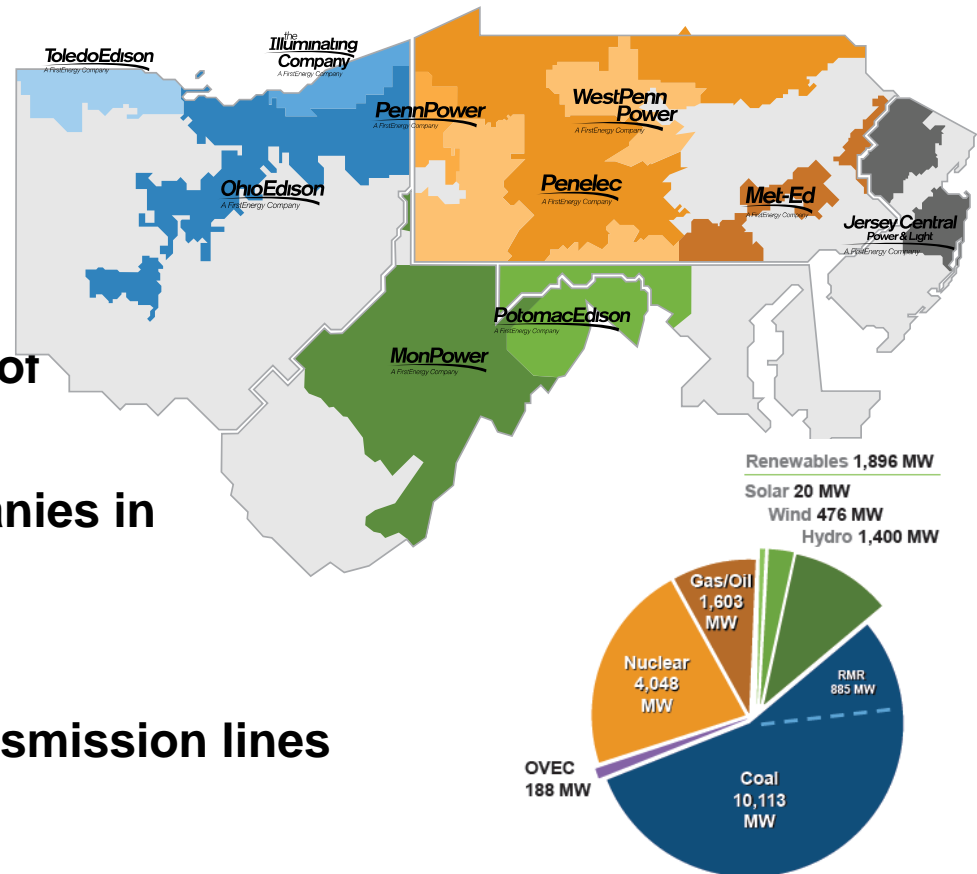 ToledoEdison
A FirstEnergy Company
the
Illuminating
Company
A FirstEnergy Company
PennPower
A FirstEnergy Company
WestPenn
Power
A FirstEnergy Company
OhioEdison
A FirstEnergy Company
Penelec
A FirstEnergy Company
Met-Ed
A FirstEnergy Company
Jersey Central
Power & Light
A FirstEnergy Company
PotomacEdison
A FirstEnergy Company
MonPower
A FirstEnergy Company
of
anies in
smission lines
Renewables 1,896 MW
Solar 20 MW
Wind 476 MW
Hydro 1,400 MW
Gas/Oil
1,603
MW
Nuclear
4,048
MW
RMR
885 MW
OVEC
188 MW
Coal
10,113
MW